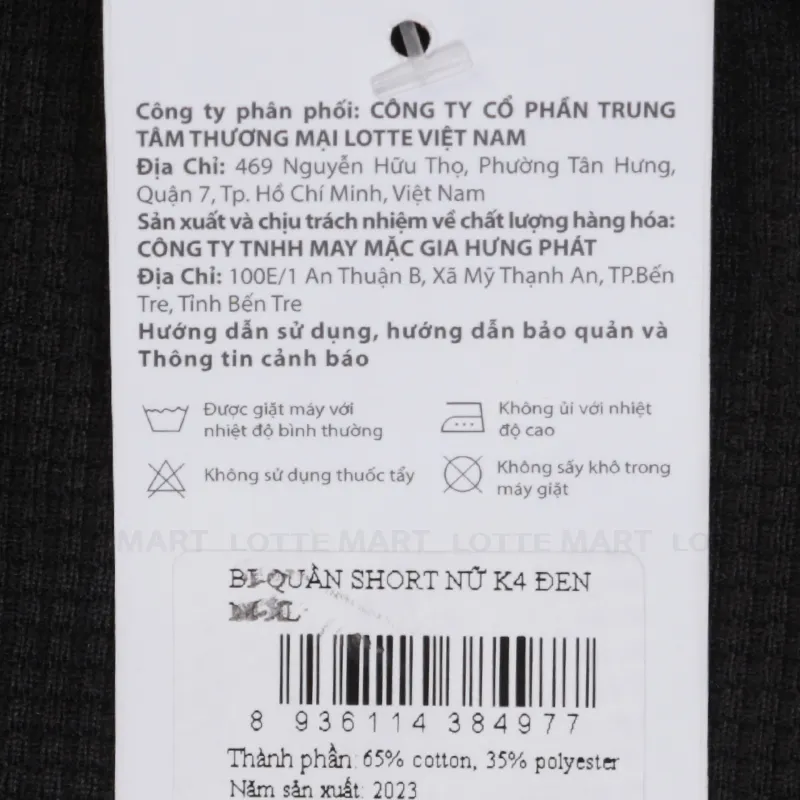 Công ty phân phối: CÔNG TY CỔ PHẦN TRUNG
TÂM THƯƠNG MẠI LOTTE VIỆT NAM
Địa Chỉ: 469 Nguyễn Hữu Thọ, Phường Tân Hưng,
Quận 7, Tp. Hồ Chí Minh, Việt Nam
Sản xuất và chịu trách nhiệm về chất lượng hàng hóa:
CÔNG TY TNHH MAY MẶC GIA HƯNG PHÁT
Địa Chỉ: 100E/1 An Thuận B, Xã Mỹ Thạnh An, TP.Bến
Tre, Tỉnh Bến Tre
Hướng dẫn sử dụng, hướng dẫn bảo quản và
Thông tin cảnh báo
Được giặt máy với
nhiệt độ bình thường
Không ủi với nhiệt
độ cao
Không sử dụng thuốc tẩy
Không sấy khô trong
máy giặt
MART LOTTE MART LOTTE MART LO
QUẦN SHORT NỮ K4 ĐEN
8 936114 384977
Thành phần: 65% cotton, 35% polyester
Năm sản xuất: 2023